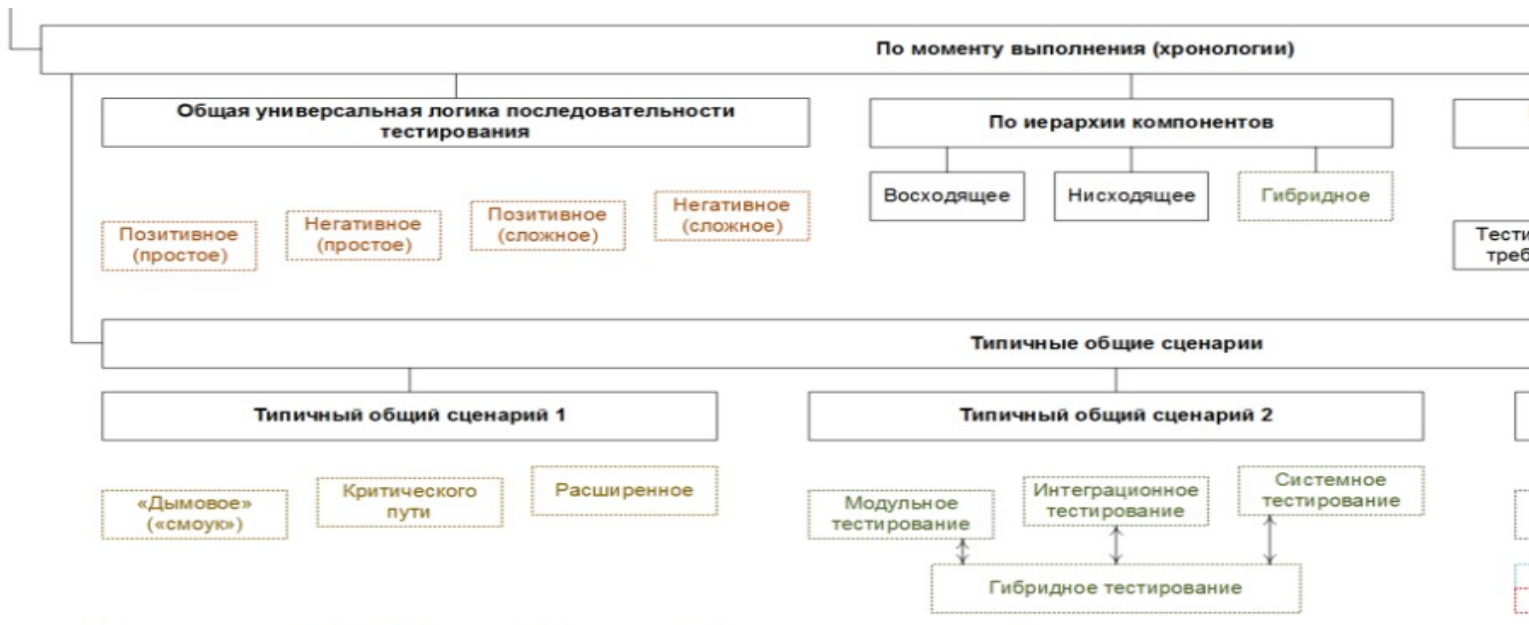 По моменту выполнения (хронологии)
Общая универсальная логика последовательности
тестирования
По иерархии компонентов
Восходящее
Нисходящее
Гибридное
Позитивное
(простое)
Негативное
(простое)
Позитивное
(сложное)
Негативное
(сложное)
Тести
треб
Типичные общие сценарии
Типичный общий сценарий 1
Типичный общий сценарий 2
«Дымовое»
(«смоук»)
Критического
пути
Расширенное
Модульное
тестирование
Интеграционное
тестирование
Системное
тестирование
Гибридное тестирование